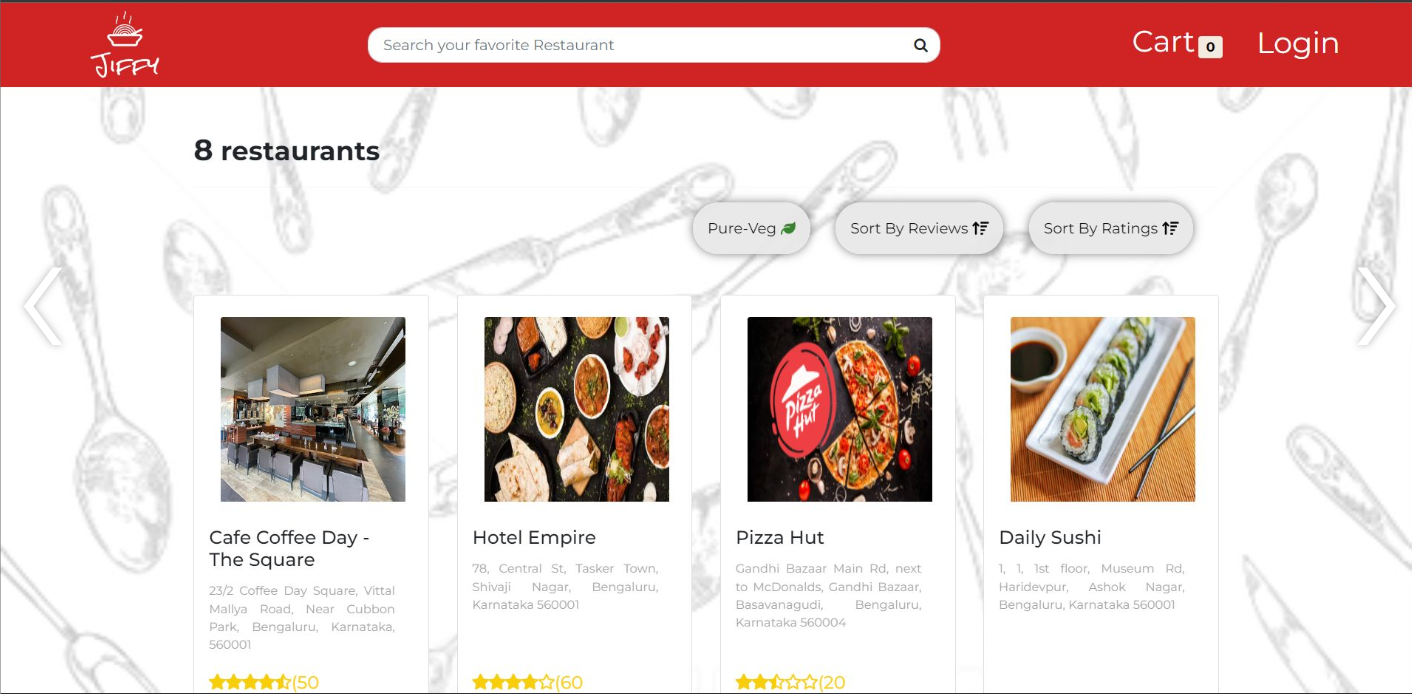 JIFFY
Search your favorite Restaurant
Cart 0
Login
8 restaurants
Pure-Veg
Sort By Reviews
Sort By Ratings
Pizza
Hut
Cafe Coffee Day -
The Square
23/2 Coffee Day Square, Vittal
Mallya Road, Near Cubbon
Park, Bengaluru, Karnataka,
560001
(50
Hotel Empire
78, Central St, Tasker Town,
Shivaji Nagar, Bengaluru,
Karnataka 560001
(60
Pizza Hut
Gandhi Bazaar Main Rd, next
to McDonalds, Gandhi Bazaar,
Basavanagudi, Bengaluru,
Karnataka 560004
(20
Daily Sushi
1, 1, 1st floor, Museum Rd,
Haridevpur, Ashok Nagar,
Bengaluru, Karnataka 560001